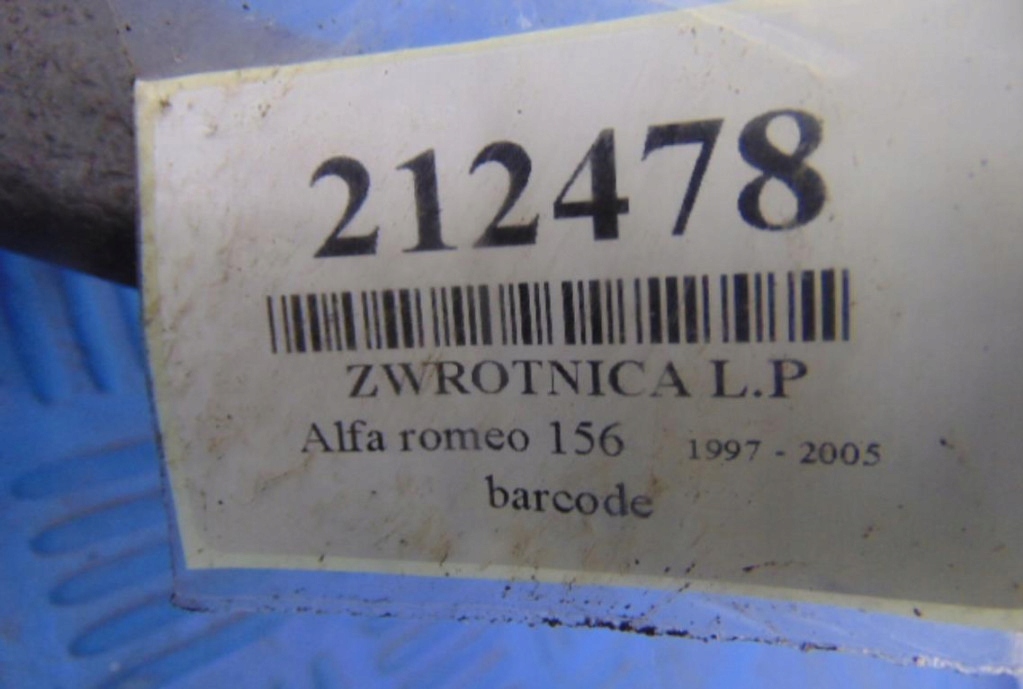 212478
ZWROTNICA L.P
Alfa romeo 156 1997 - 2005
barcode